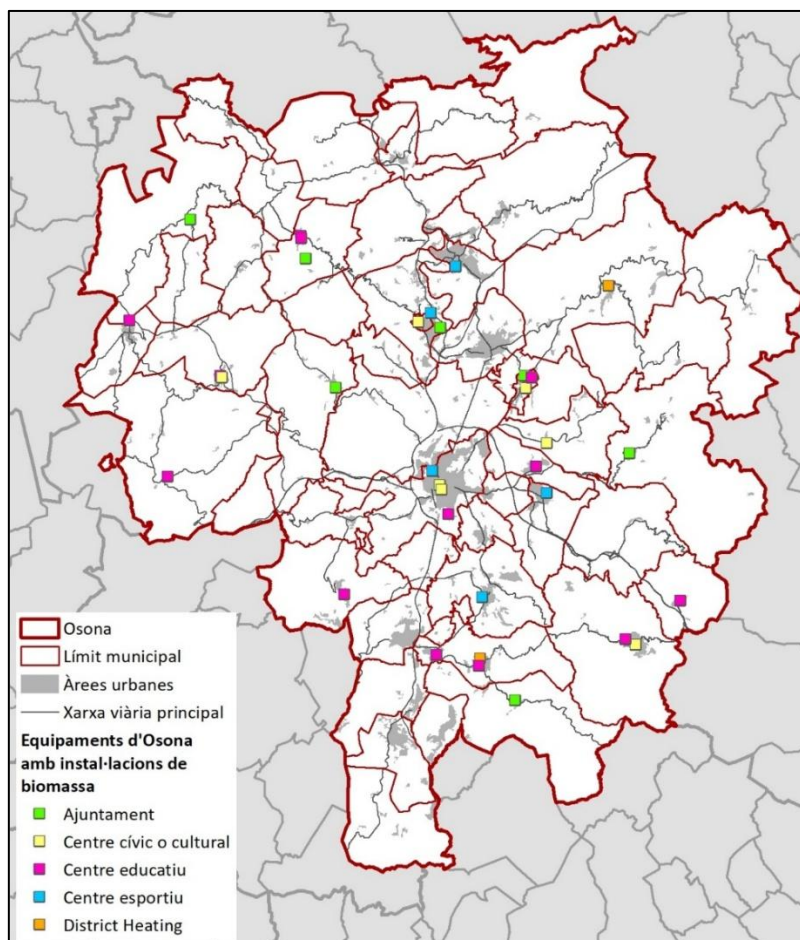 Osona
Límit municipal
Àrees urbanes
Xarxa viària principal
Equipaments d'Osona
amb instal·lacions de
biomassa
Ajuntament
Centre cívic o cultural
Centre educatiu
Centre esportiu
District Heating